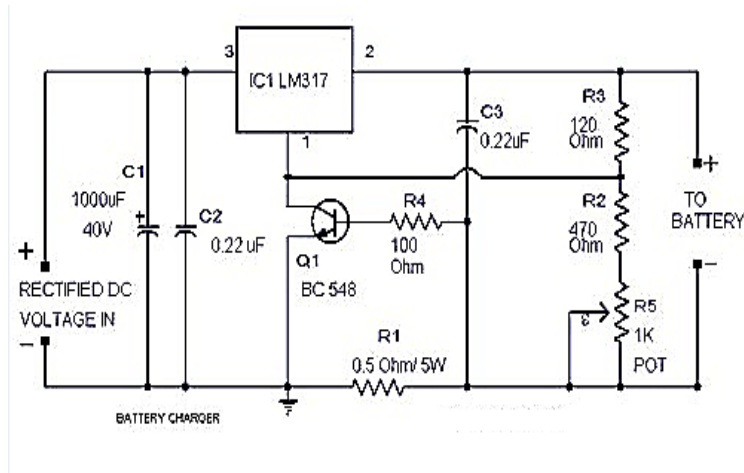 3
2
IC1 LM317
1
C1
1000uF
40V
+
C2
0.22 uF
C3
0.22uF
R3
120
Ohm
+
TO
BATTERY
-
R4
100
Ohm
R2
470
Ohm
Q1
BC 548
+
RECTIFIED DC
VOLTAGE IN
-
R1
0.5 Ohm/ 5W
3
R5
1K
POT
BATTERY CHARGER